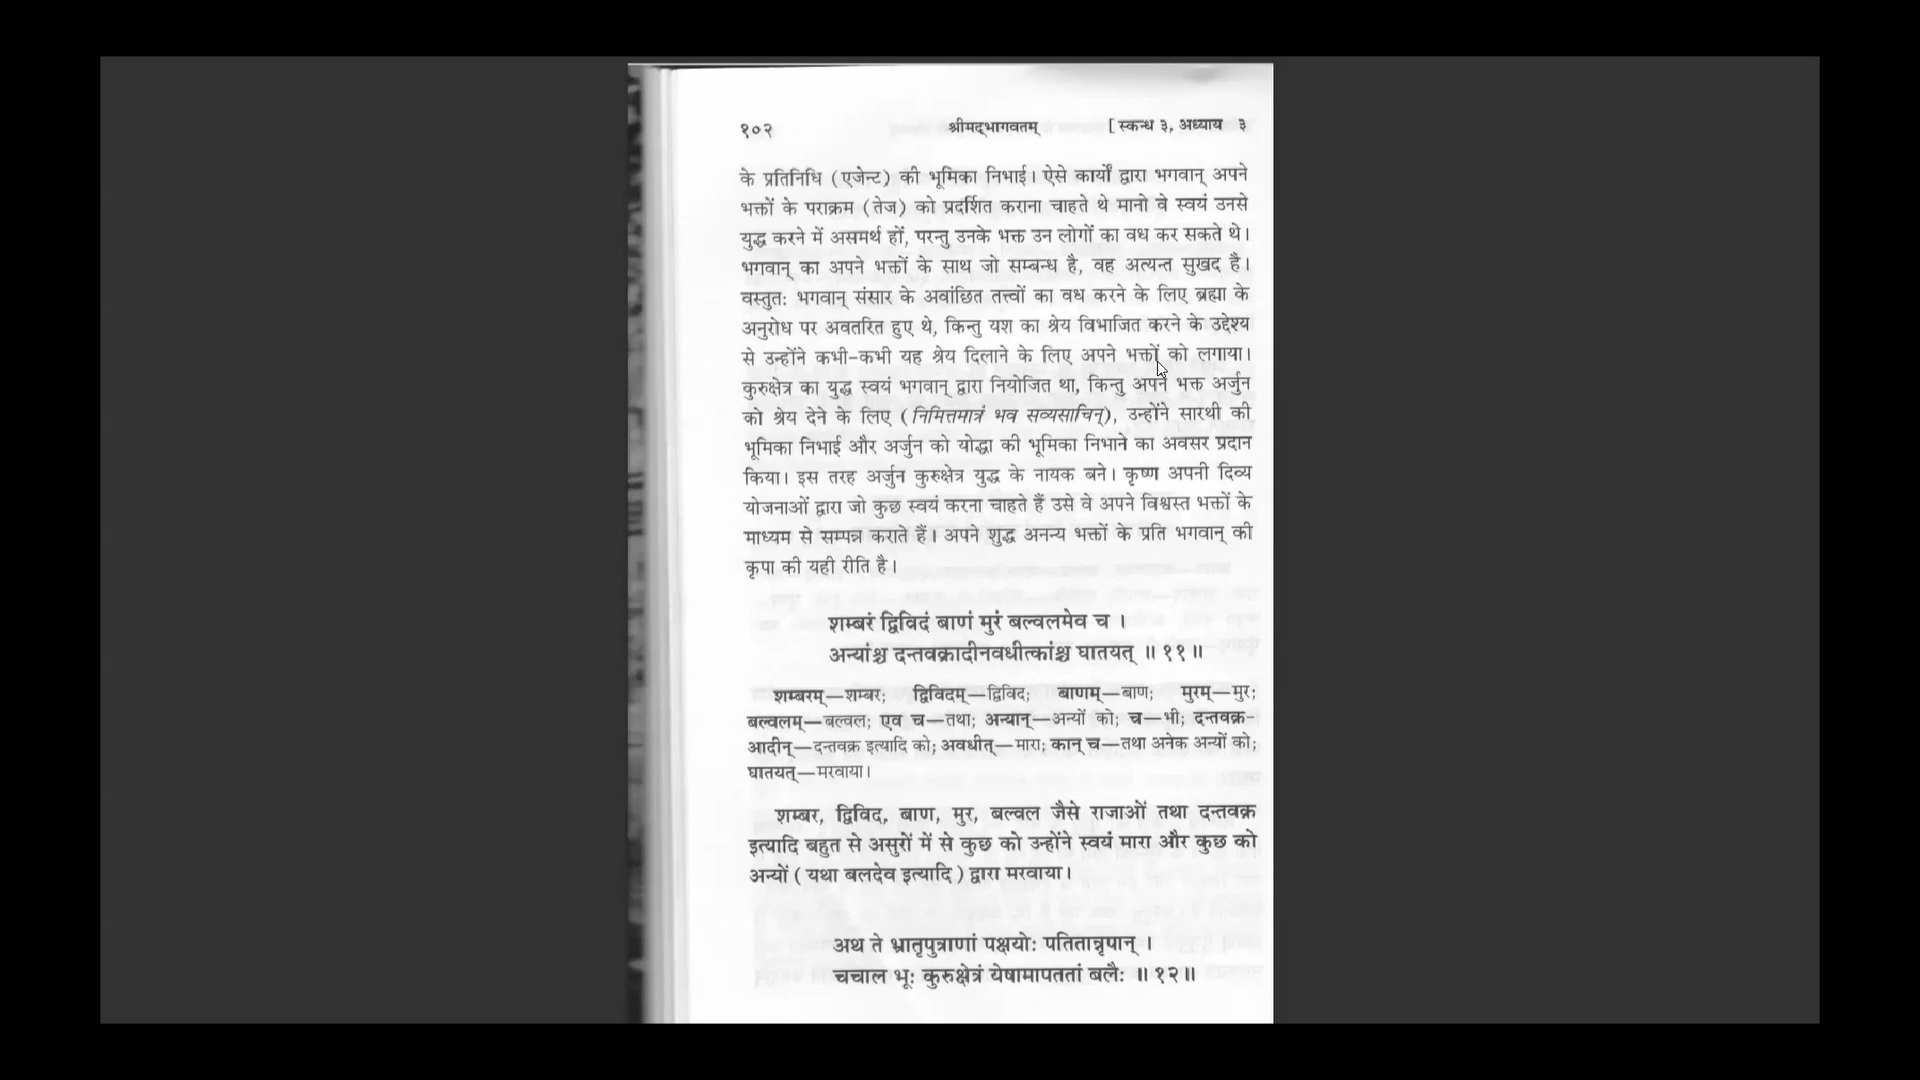 १०२ श्रीमद्भागवतम् [ स्कन्ध ३, अध्याय ३
के प्रतिनिधि (एजेन्ट) की भूमिका निभाई। ऐसे कार्यों द्वारा भगवान् अपने
भक्तों के पराक्रम (तेज) को प्रदर्शित कराना चाहते थे मानो वे स्वयं उनसे
युद्ध करने में असमर्थ हों, परन्तु उनके भक्त उन लोगों का वध कर सकते थे।
भगवान् का अपने भक्तों के साथ जो सम्बन्ध है, वह अत्यन्त सुखद है।
वस्तुतः भगवान् संसार के अवांछित तत्त्वों का वध करने के लिए ब्रह्मा के
अनुरोध पर अवतरित हुए थे, किन्तु यश का श्रेय विभाजित करने के उद्देश्य
से उन्होंने कभी-कभी यह श्रेय दिलाने के लिए अपने भक्तों को लगाया।
कुरुक्षेत्र का युद्ध स्वयं भगवान् द्वारा नियोजित था, किन्तु अपने भक्त अर्जुन
को श्रेय देने के लिए (निमित्तमात्रं भव सव्यसाचिन्), उन्होंने सारथी की
भूमिका निभाई और अर्जुन को योद्धा की भूमिका निभाने का अवसर प्रदान
किया। इस तरह अर्जुन कुरुक्षेत्र युद्ध के नायक बने। कृष्ण अपनी दिव्य
योजनाओं द्वारा जो कुछ स्वयं करना चाहते हैं उसे वे अपने विश्वस्त भक्तों के
माध्यम से सम्पन्न कराते हैं। अपने शुद्ध अनन्य भक्तों के प्रति भगवान् की
कृपा की यही रीति है।
शम्बरं द्विविदं बाणं मुरं बल्वलमेव च ।
अन्यांश्च दन्तवक्रादीनवधीत्कांश्च घातयत् ॥ ११॥
शम्बरम्—शम्बर; द्विविदम्—द्विविद; बाणम्—बाण; मुरम्—मुर;
बल्वलम्—बल्वल; एव च—तथा; अन्यान्—अन्यों को; च—भी; दन्तवक्र-
आदीन्—दन्तवक्र इत्यादि को; अवधीत्—मारा; कान् च—तथा अनेक अन्यों को;
घातयत्—मरवाया।
शम्बर, द्विविद, बाण, मुर, बल्वल जैसे राजाओं तथा दन्तवक्र
इत्यादि बहुत से असुरों में से कुछ को उन्होंने स्वयं मारा और कुछ को
अन्यों ( यथा बलदेव इत्यादि ) द्वारा मरवाया।
अथ ते भ्रातृपुत्राणां पक्षयोः पतितान्नृपान् ।
चचाल भूः कुरुक्षेत्रं येषामापततां बलैः ॥ १२॥